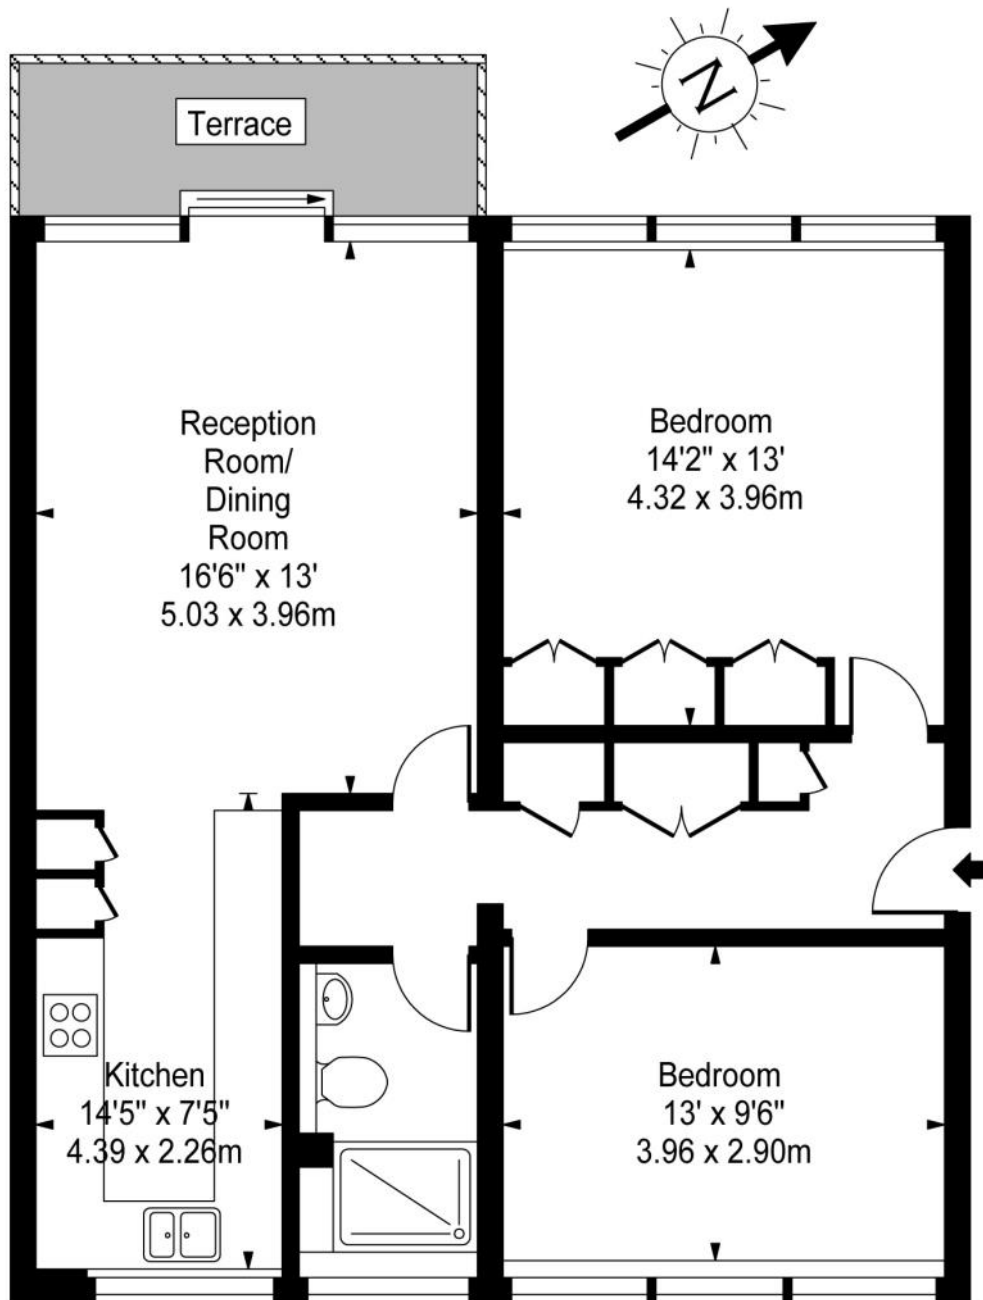 Terrace
N
Reception
Room/
Dining
Room
16'6" x 13'
5.03 x 3.96m
Bedroom
14'2" x 13'
4.32 x 3.96m
Kitchen
14'5" x 7'5"
4.39 x 2.26m
Bedroom
13' x 9'6"
3.96 x 2.90m